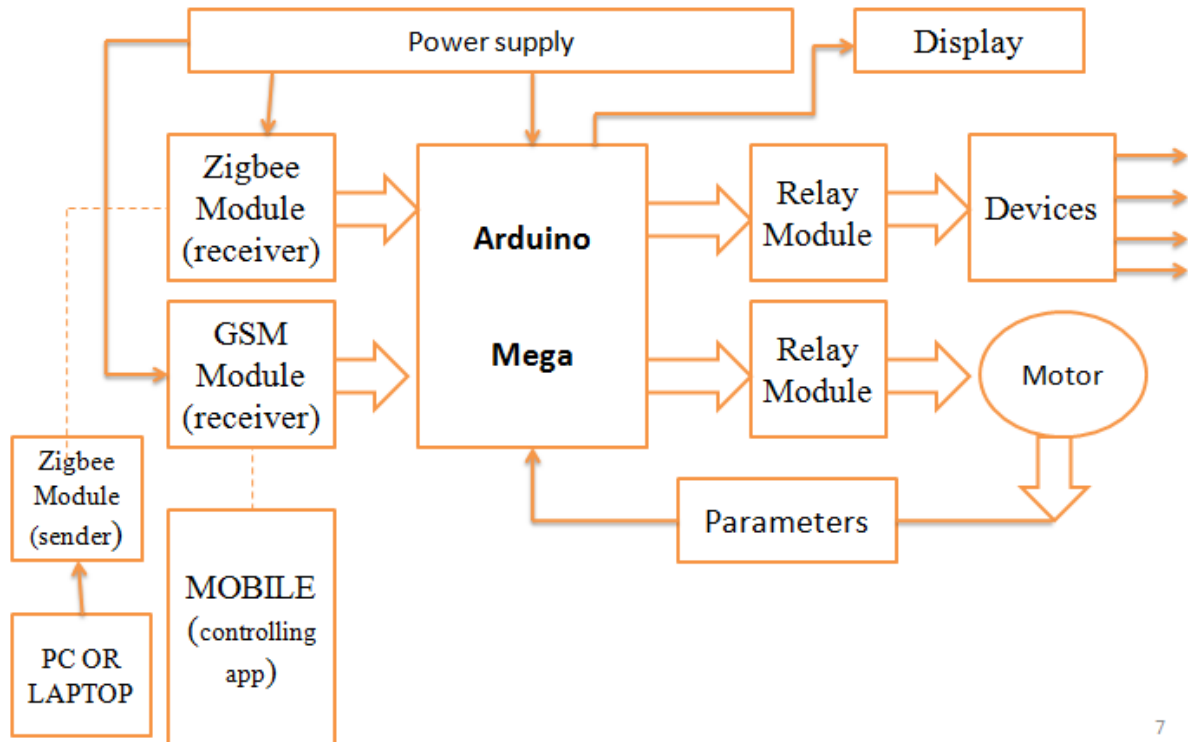 Power supply
Display
Zigbee
Module
(receiver)
Arduino
Mega
Relay
Module
Devices
GSM
Module
(receiver)
Relay
Module
Motor
Zigbee
Module
(sender)
Parameters
MOBILE
(controlling
app)
PC OR
LAPTOP
7